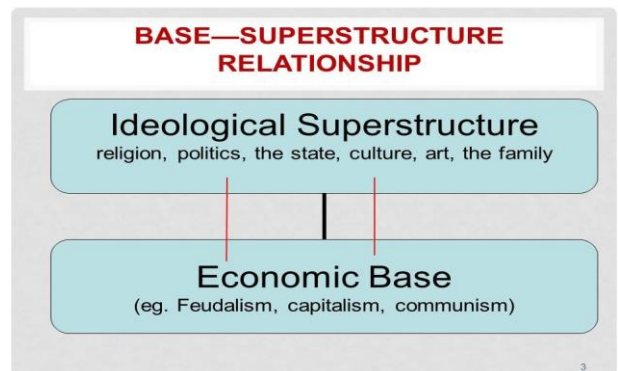 BASE—SUPERSTRUCTURE
RELATIONSHIP
Ideological Superstructure
religion, politics, the state, culture, art, the family
Economic Base
(eg. Feudalism, capitalism, communism)
3